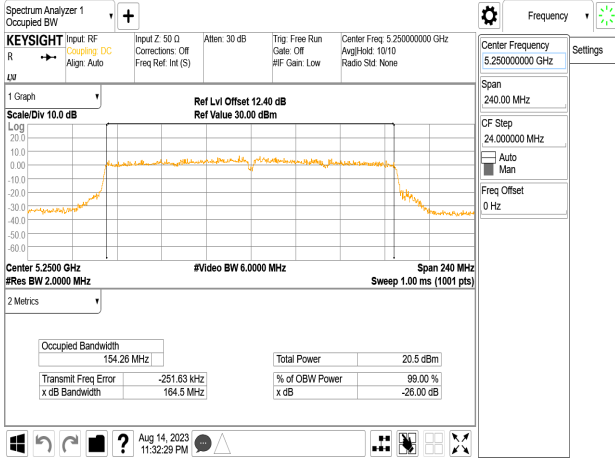 Spectrum Analyzer 1
Occupied BW
Frequency
KEYSIGHT
R
LXI
Input: RF
Coupling: DC
Align: Auto
Input Z: 50 Ω
Corrections: Off
Freq Ref: Int (S)
Atten: 30 dB
Trig: Free Run
Gate: Off
#IF Gain: Low
Center Freq: 5.250000000 GHz
Avg|Hold: 10/10
Radio Std: None
Center Frequency
5.250000000 GHz
Settings
Span
240.00 MHz
CF Step
24.000000 MHz
Auto
Man
Freq Offset
0 Hz
1 Graph
Scale/Div 10.0 dB
Ref Lvl Offset 12.40 dB
Ref Value 30.00 dBm
Log
20.0
10.0
0.00
-10.0
-20.0
-30.0
-40.0
-50.0
-60.0
Center 5.2500 GHz
#Video BW 6.0000 MHz
Span 240 MHz
#Res BW 2.0000 MHz
Sweep 1.00 ms (1001 pts)
2 Metrics
Occupied Bandwidth
154.26 MHz
Total Power 20.5 dBm
Transmit Freq Error -251.63 kHz
% of OBW Power 99.00 %
x dB Bandwidth 164.5 MHz
x dB -26.00 dB
?
Aug 14, 2023
11:32:29 PM